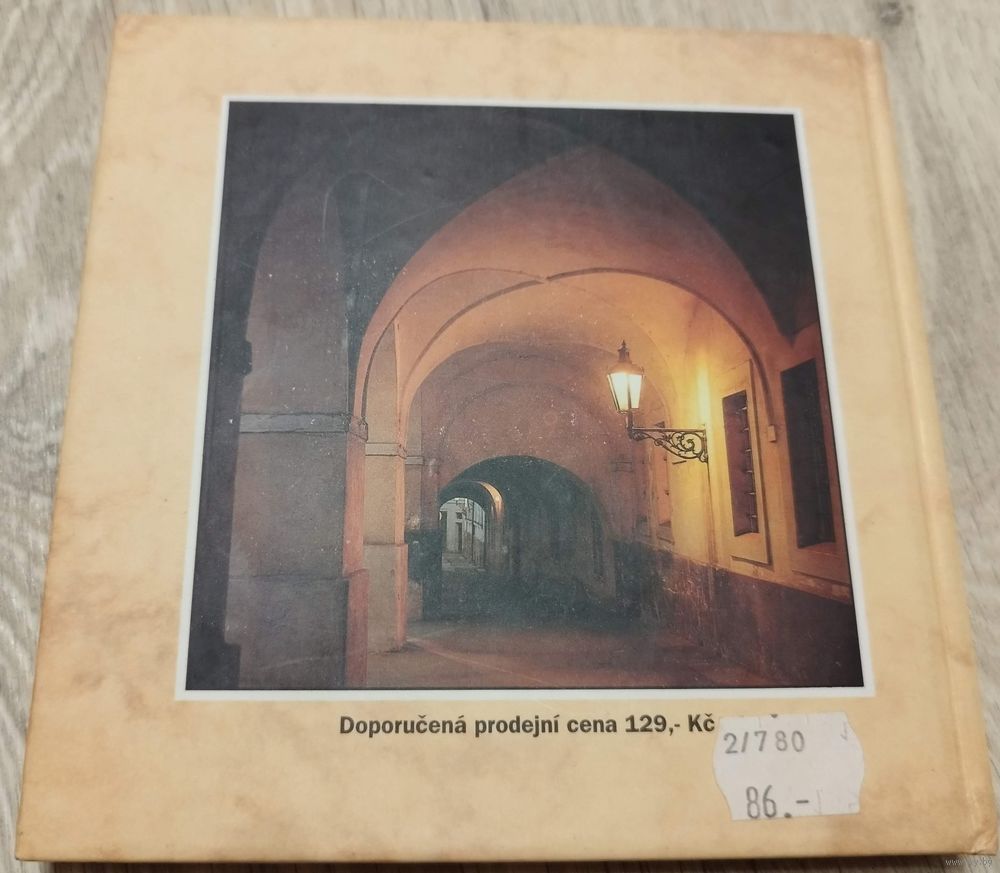 Doporučená prodejní cena 129,- Kč
2/780
86.-